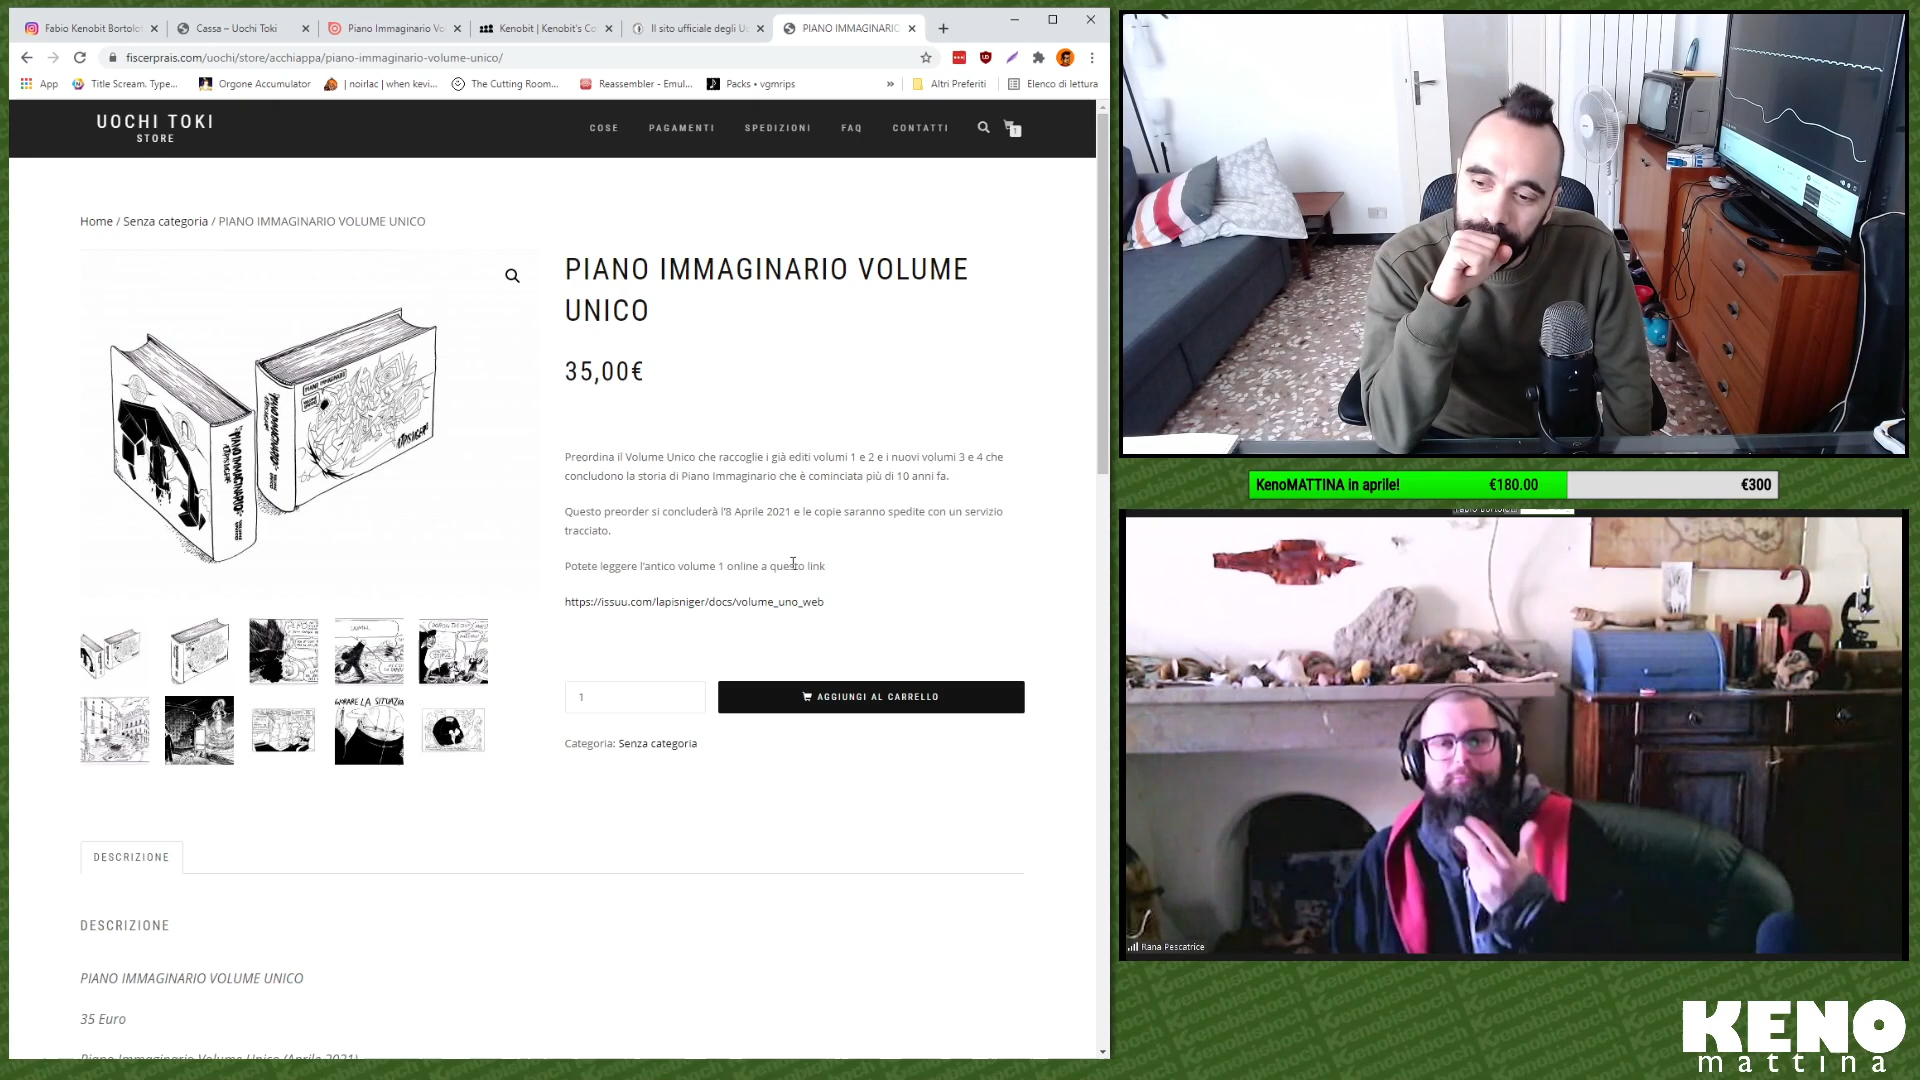 Fabio Kenobit Bortolo
Cassa – Uochi Toki
Piano Immaginario Vo
Kenobit | Kenobit's Co
Il sito ufficiale degli Uc
PIANO IMMAGINARIO
fiscerprais.com/uochi/store/acchiappa/piano-immaginario-volume-unico/
App
Title Scream. Type...
Orgone Accumulator
| noirlac | when kevi...
The Cutting Room...
Reassembler - Emul...
Packs • vgmrips
»
Altri Preferiti
Elenco di lettura
UOCHI TOKI
STORE
COSE
PAGAMENTI
SPEDIZIONI
FAQ
CONTATTI
1
Home / Senza categoria / PIANO IMMAGINARIO VOLUME UNICO
PIANO IMMAGINARIO VOLUME
UNICO
35,00€
Preordina il Volume Unico che raccoglie i già editi volumi 1 e 2 e i nuovi volumi 3 e 4 che
concludono la storia di Piano Immaginario che è cominciata più di 10 anni fa.
Questo preorder si concluderà l'8 Aprile 2021 e le copie saranno spedite con un servizio
tracciato.
Potete leggere l'antico volume 1 online a questo link
https://issuu.com/lapisniger/docs/volume_uno_web
1
AGGIUNGI AL CARRELLO
Categoria: Senza categoria
DESCRIZIONE
DESCRIZIONE
PIANO IMMAGINARIO VOLUME UNICO
35 Euro
Piano Immaginario Volume Unico (Aprile 2021)
KenoMATTINA in aprile!
€180.00
€300
Rana Pescatrice
KENO
mattina